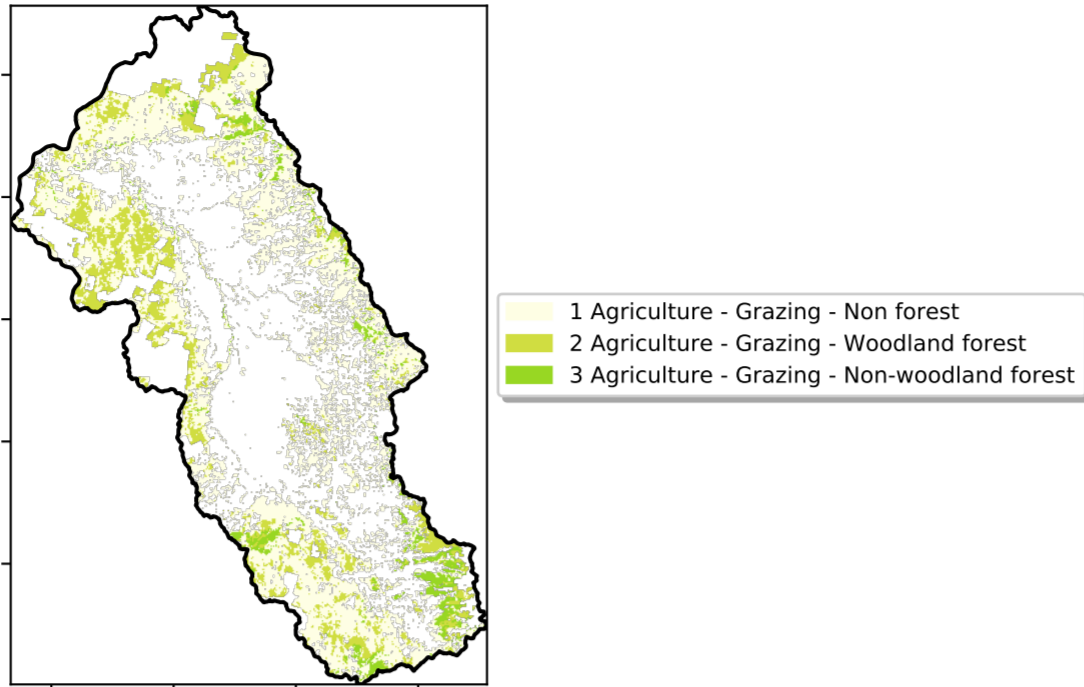 1 Agriculture - Grazing - Non forest
2 Agriculture - Grazing - Woodland forest
3 Agriculture - Grazing - Non-woodland forest